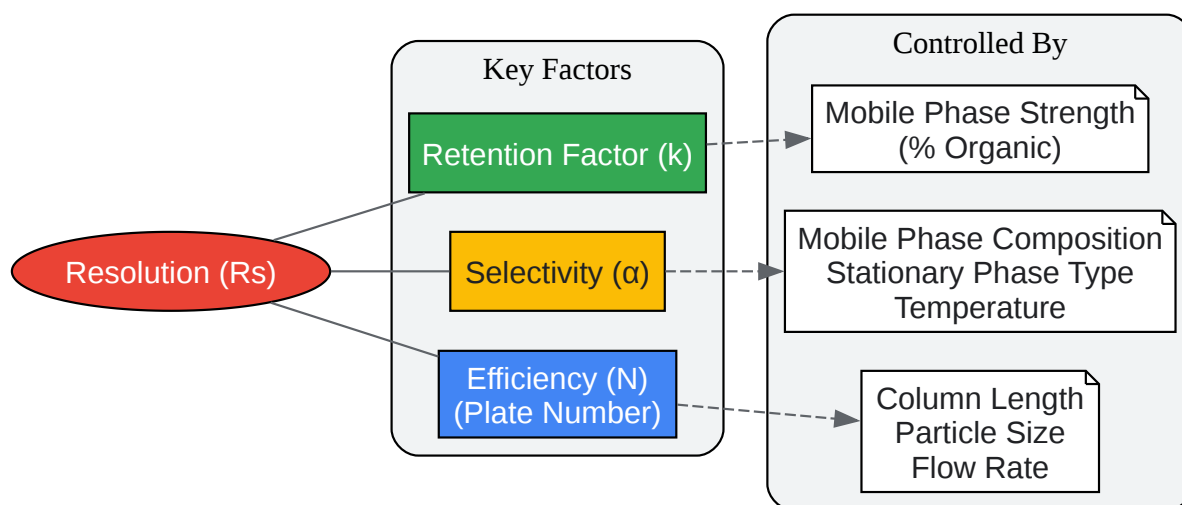 Resolution (Rs)
Key Factors
Retention Factor (k)
Selectivity (α)
Efficiency (N)
(Plate Number)
Controlled By
Mobile Phase Strength
(% Organic)
Mobile Phase Composition
Stationary Phase Type
Temperature
Column Length
Particle Size
Flow Rate